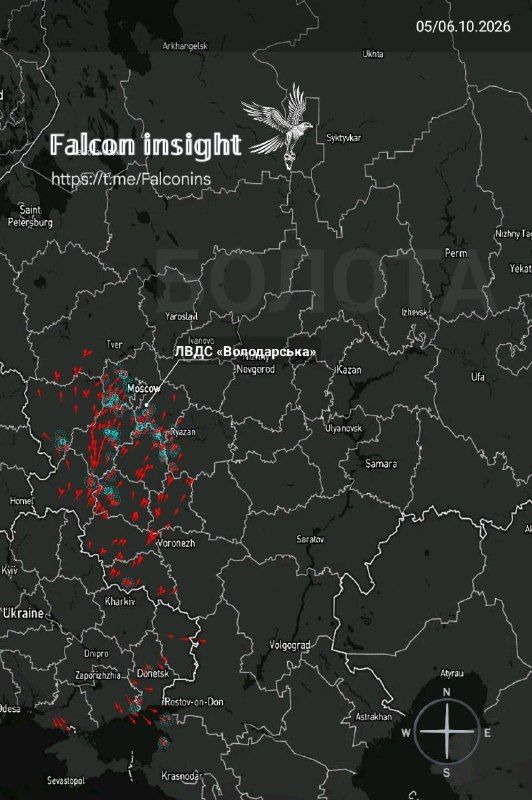 05/06.10.2026
Arkhangelsk
Ukhta
Falcon insight
Syktyvkar
https://t.me/Falconins
Saint
Petersburg
Nizhny Ta
Perm
Yekat
БОЛОТА
Izhevsk
Yaroslavl
Tver
Ivanovo
ЛВДС «Володарська»
Nizhny
Novgorod
Kazan
Ufa
Moscow
Ryazan
Ulyanovsk
Samara
Homel
Voronezh
Saratov
Kyiv
Kharkiv
Ukraine
Volgograd
Dnipro
Zaporizhzhia
Donetsk
Atyrau
Odesa
Rostov-on-Don
Astrakhan
N
W
E
S
Sevastopol
Krasnodar